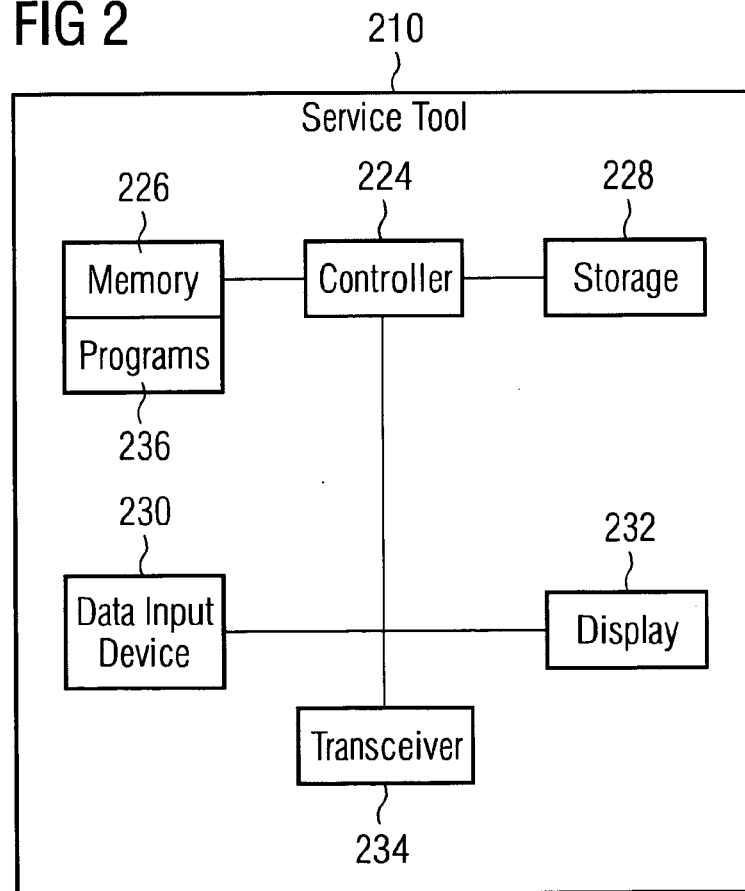 FIG 2
210
Service Tool
226
224
228
Memory
Controller
Storage
Programs
236
230
232
Data Input
Device
Display
Transceiver
234